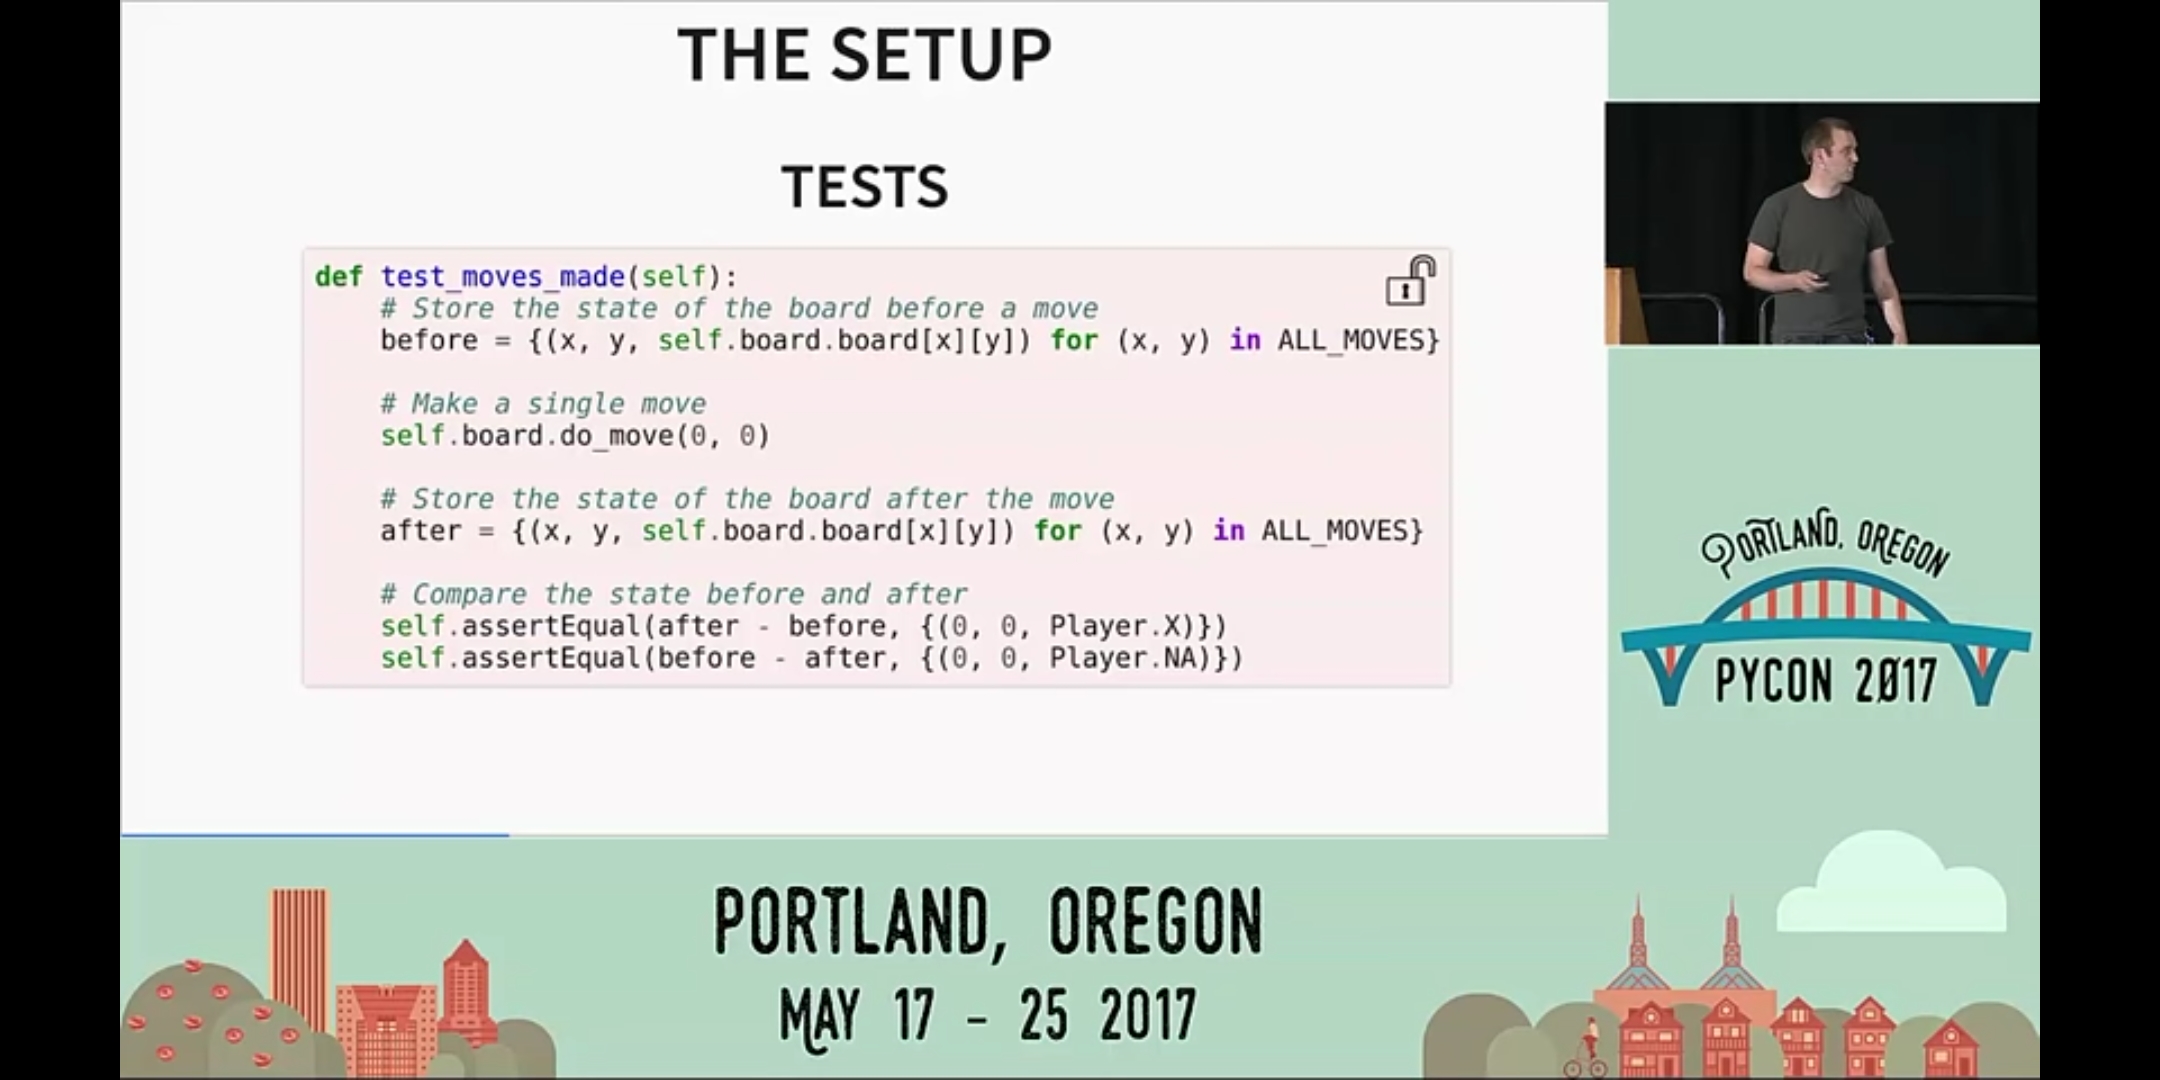 THE SETUP
TESTS
def test_moves_made(self):
    # Store the state of the board before a move
    before = {(x, y, self.board.board[x][y]) for (x, y) in ALL_MOVES}
    # Make a single move
    self.board.do_move(0, 0)
    # Store the state of the board after the move
    after = {(x, y, self.board.board[x][y]) for (x, y) in ALL_MOVES}
    # Compare the state before and after
    self.assertEqual(after - before, {(0, 0, Player.X)})
    self.assertEqual(before - after, {(0, 0, Player.NA)})
PORTLAND, OREGON
PYCON 2017
PORTLAND, OREGON
MAY 17 - 25 2017